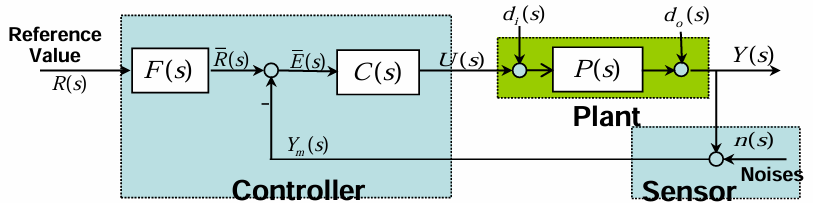 Reference
Value
R(s)
F(s)
R̅(s)
E̅(s)
C(s)
U(s)
d_i(s)
P(s)
d_o(s)
Y(s)
Plant
-
Y_m(s)
n(s)
Noises
Controller
Sensor